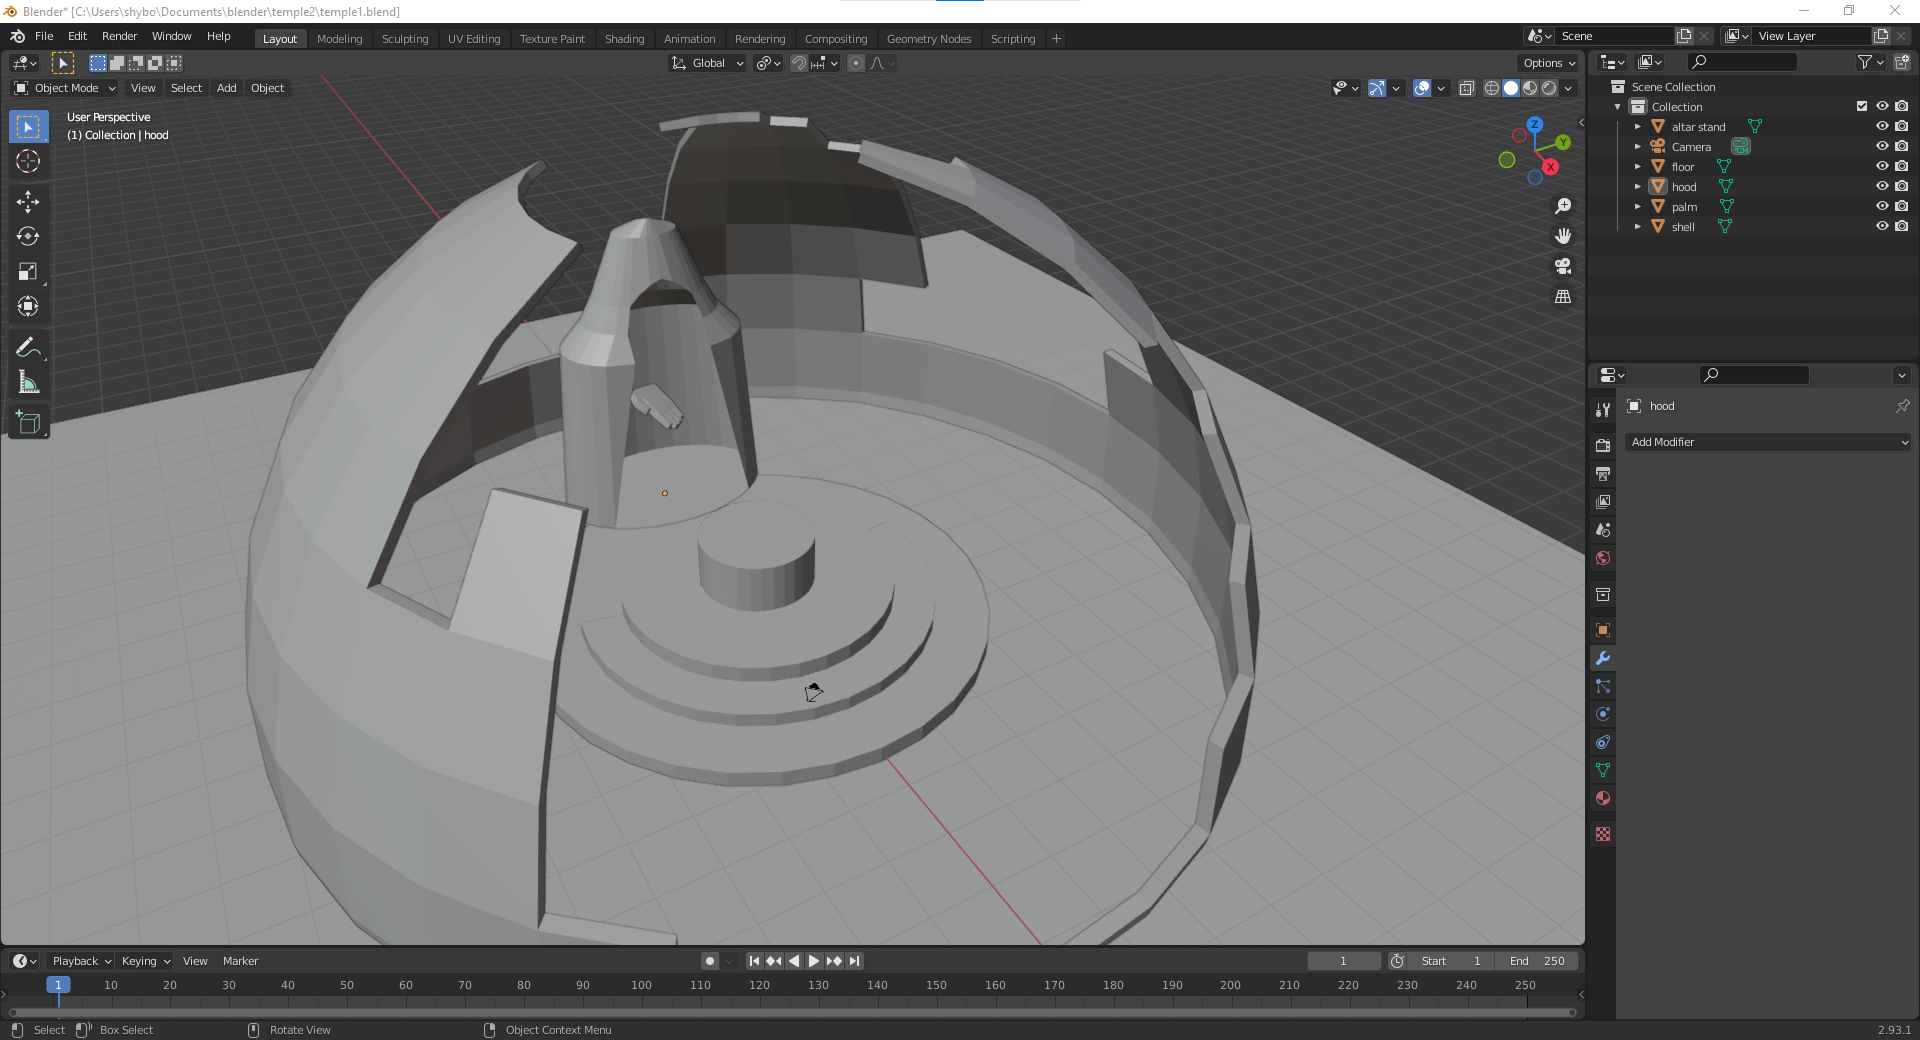 Blender* [C:\Users\shybo\Documents\blender\temple2\temple1.blend]
File Edit Render Window Help
Layout Modeling Sculpting UV Editing Texture Paint Shading Animation Rendering Compositing Geometry Nodes Scripting
Scene
View Layer
Global
Options
Object Mode View Select Add Object
User Perspective
(1) Collection | hood
Z
Y
X
Scene Collection
Collection
altar stand
Camera
floor
hood
palm
shell
hood
Add Modifier
Playback Keying View Marker
1
Start 1
End 250
1 10 20 30 40 50 60 70 80 90 100 110 120 130 140 150 160 170 180 190 200 210 220 230 240 250
Select Box Select Rotate View Object Context Menu
2.93.1